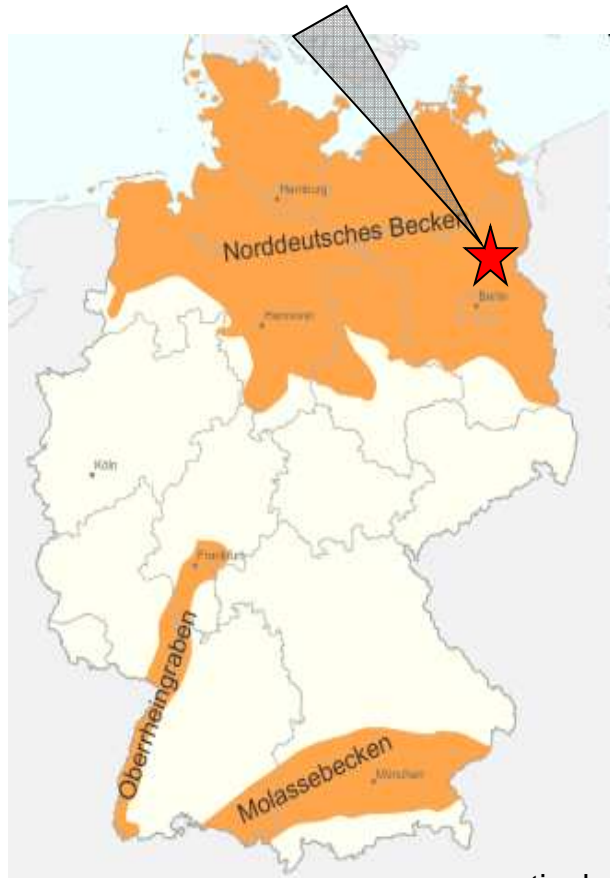 Hamburg
Norddeutsches Becken
Berlin
Hannover
Köln
Frankfurt
Oberrheingraben
Molassebecken
München